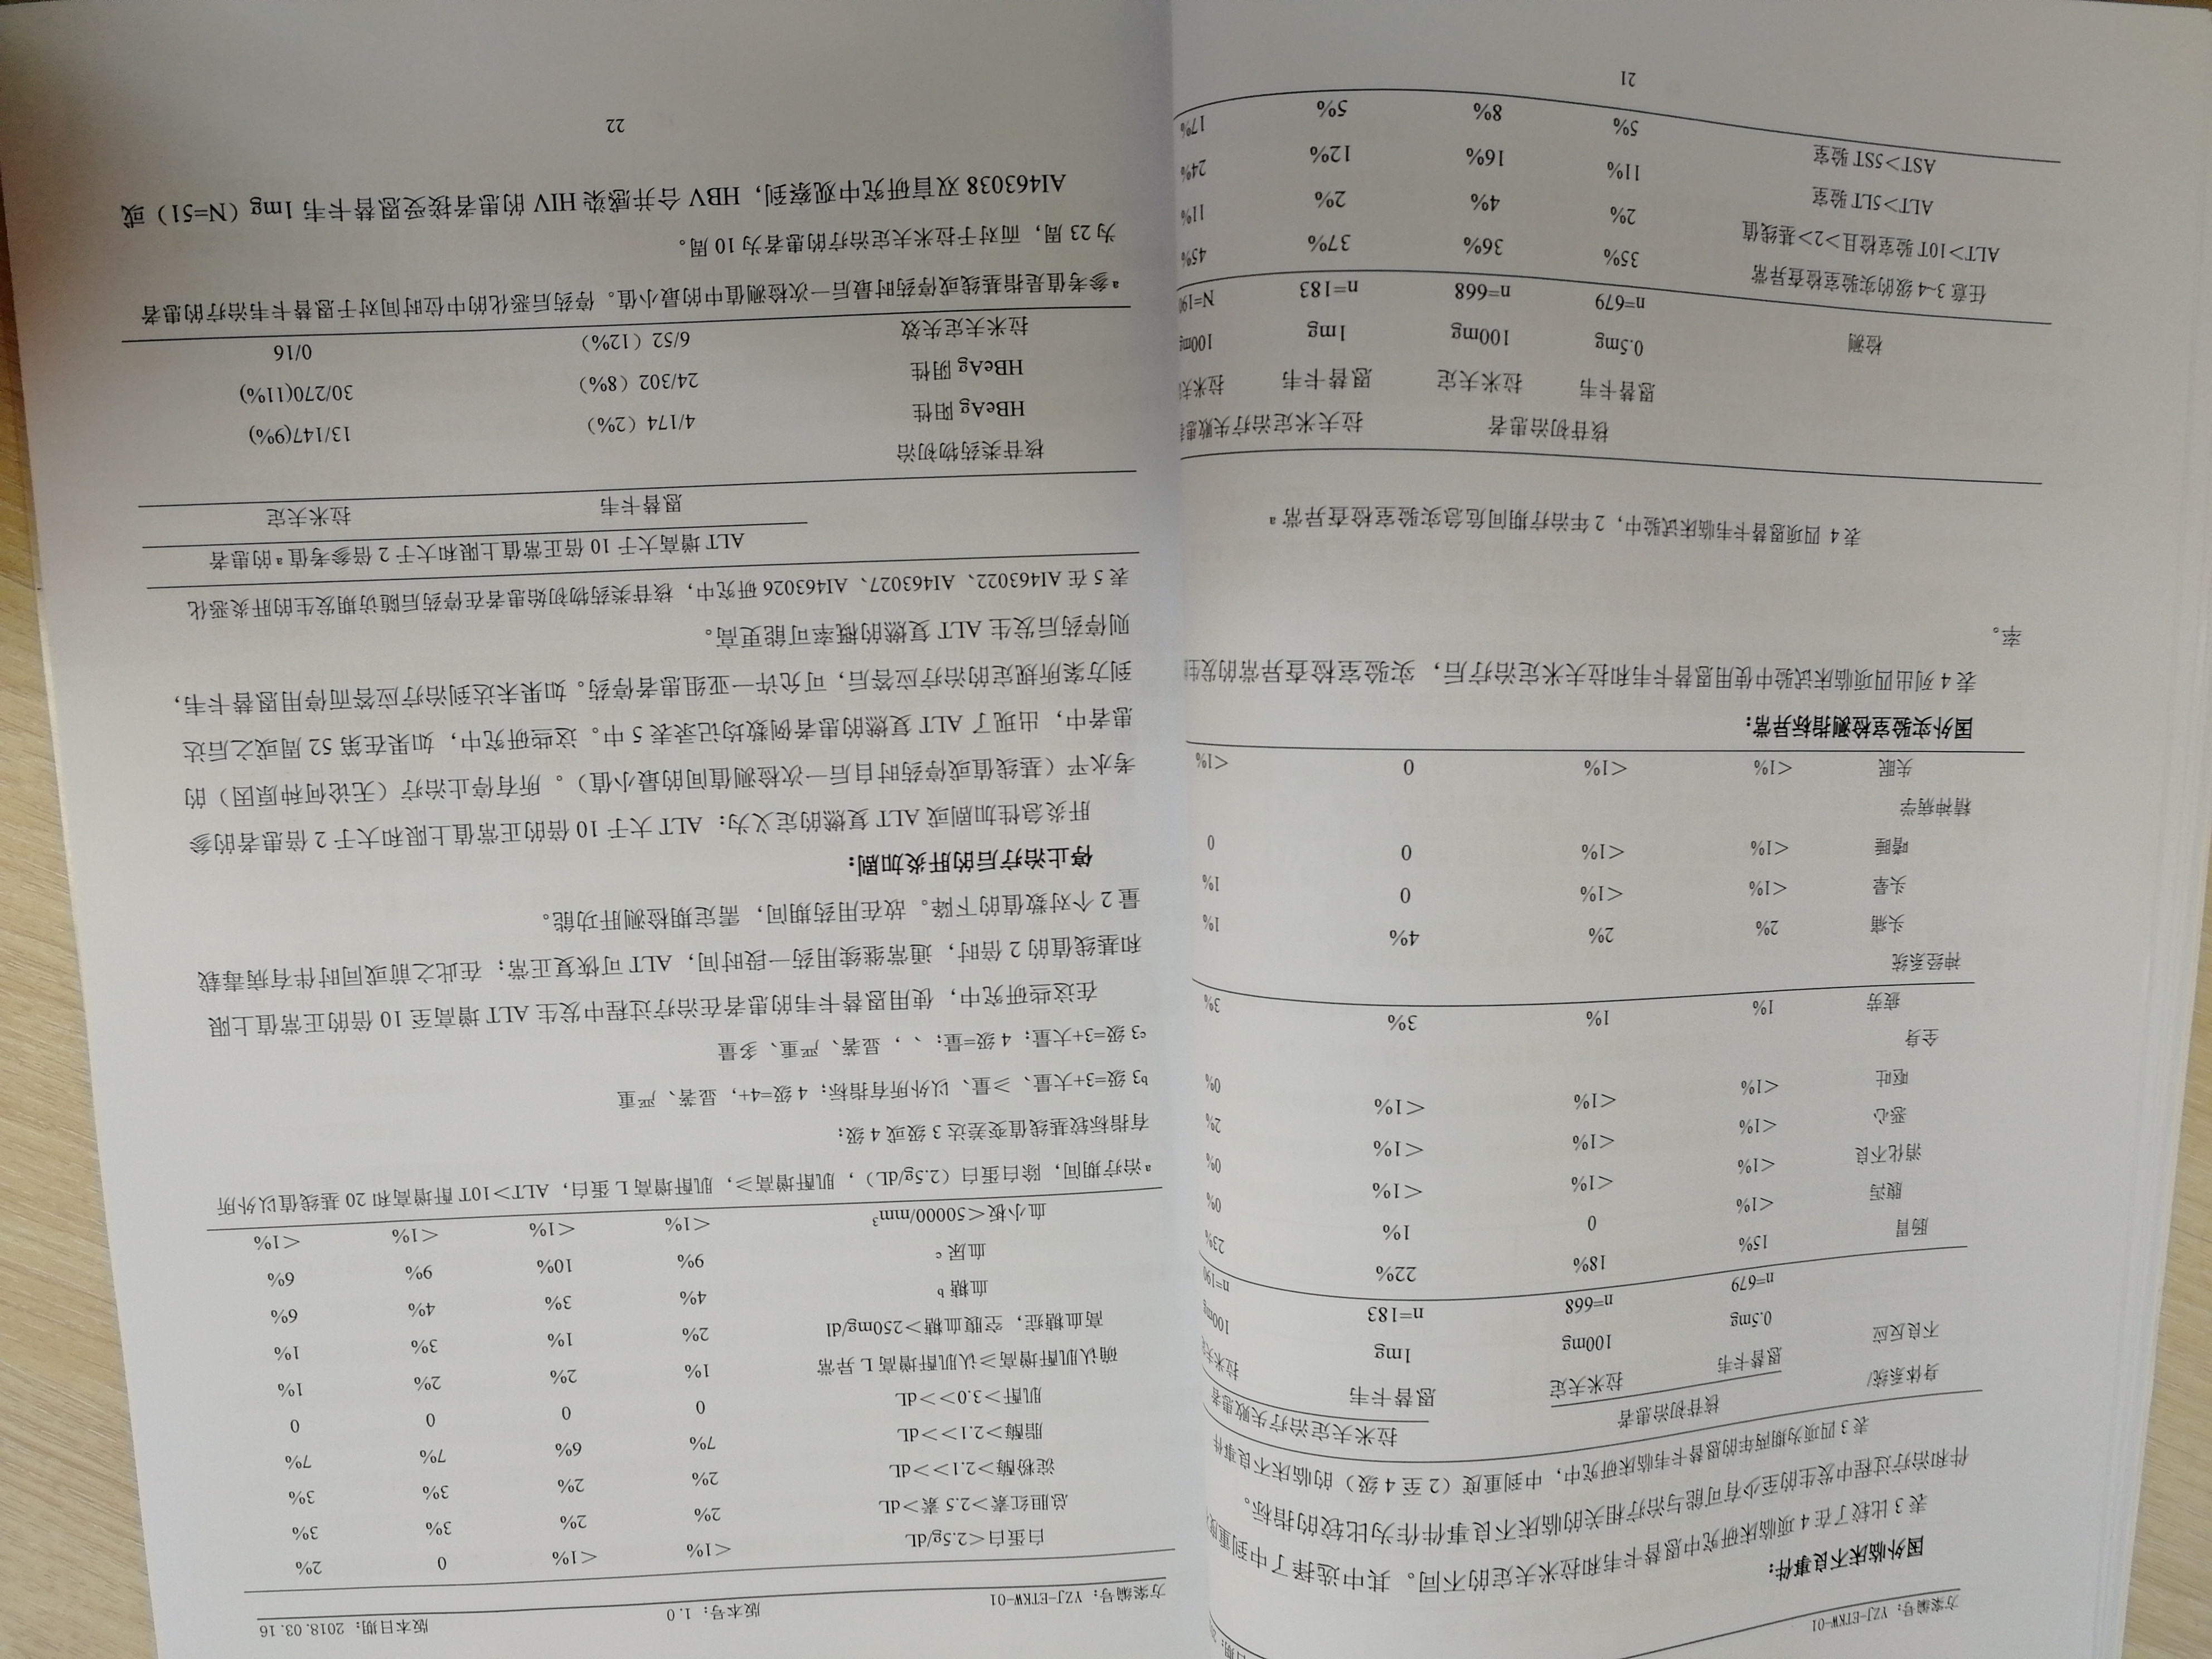 方案编号：YZJ-ETKW-01
国外临床不良事件：
表 3 比较了在 4 项临床研究中恩替卡韦和拉米夫定的不同。其中选择了中到重度
件和治疗过程中发生的至少有可能与治疗相关的临床不良事件作为比较的指标。
表 3 四项为期两年的恩替卡韦临床研究中，中到重度（2 至 4 级）的临床不良事件
身体系统/ 核苷初治患者 拉米夫定治疗失败患者
不良反应 恩替卡韦 拉米夫定 恩替卡韦 拉米夫
0.5mg 100mg 1mg 100mg
n=679 n=668 n=183 n=190
肠胃 15% 18% 22% 23%
腹泻 <1% 0 1% 0%
消化不良 <1% <1% <1% 0%
恶心 <1% <1% <1% 2%
呕吐 <1% <1% <1% 0%
全身
疲劳 1% 1% 3% 3%
神经系统
头痛 2% 2% 4% 1%
头晕 <1% <1% 0 1%
嗜睡 <1% <1% 0 0
精神病学
失眠 <1% <1% 0 <1%
国外实验室检测指标异常：
表 4 列出四项临床试验中使用恩替卡韦和拉夫米定治疗后，实验室检查异常的发生
率。
表 4 四项恩替卡韦临床试验中，2 年治疗期间危急实验室检查异常 a
核苷初治患者 拉夫米定治疗失败患
恩替卡韦 拉米夫定 恩替卡韦 拉米夫
检测 0.5mg 100mg 1mg 100mg
n=679 n=668 n=183 N=190
任意 3~4 级的实验室检查异常 35% 36% 37% 45%
ALT>10T 验室检且>2>基线值 2% 4% 2% 11%
ALT>5LT 验室 11% 16% 12% 24%
AST>5ST 验室 5% 8% 5% 17%
21
方案编号：YZJ-ETKW-01 版本号：1.0 版本日期：2018.03.16
白蛋白<2.5g/dL <1% <1% 0 2%
总胆红素>2.5 素>dL 2% 2% 3% 3%
淀粉酶>2.1>>dL 2% 2% 3% 3%
脂酶>2.1>>dL 7% 6% 7% 7%
肌酐>3.0>>dL 0 0 0 0
确认肌酐增高≥认肌酐增高 L 异常 1% 2% 2% 1%
高血糖症，空腹血糖>250mg/dl 2% 1% 3% 1%
血糖 b 4% 3% 4% 6%
血尿 c 9% 10% 9% 6%
血小板<50000/mm3 <1% <1% <1% <1%
a 治疗期间，除白蛋白（2.5g/dL），肌酐增高≥，肌酐增高 L 蛋白，ALT>10T 酐增高和 20 基线值以外所
有指标较基线值变差达 3 级或 4 级；
b3 级=3+大量、≥量、以外所有指标；4 级=4+，显著、严重
c3 级=3+大量；4 级=量；、，显著、严重、多量
在这些研究中，使用恩替卡韦的患者在治疗过程中发生 ALT 增高至 10 倍的正常值上限
和基线值的 2 倍时，通常继续用药一段时间，ALT 可恢复正常；在此之前或同时伴有病毒载
量 2 个对数值的下降。故在用药期间，需定期检测肝功能。
停止治疗后的肝炎加剧：
肝炎急性加剧或 ALT 复燃的定义为：ALT 大于 10 倍的正常值上限和大于 2 倍患者的参
考水平（基线值或停药时自后一次检测值间的最小值）。所有停止治疗（无论何种原因）的
患者中，出现了 ALT 复燃的患者例数均记录表 5 中。这些研究中，如果在第 52 周或之后达
到方案所规定的治疗应答后，可允许一亚组患者停药。如果未达到治疗应答而停用恩替卡韦，
则停药后发生 ALT 复燃的概率可能更高。
表 5 在 AI463022、AI463027、AI463026 研究中，核苷类药物初始患者在停药后随访期发生的肝炎恶化
ALT 增高大于 10 倍正常值上限和大于 2 倍参考值 a 的患者
恩替卡韦 拉米夫定
核苷类药物初治
HBeAg 阳性 4/174（2%） 13/147(9%)
HBeAg 阴性 24/302（8%） 30/270(11%)
拉米夫定失效 6/52（12%） 0/16
a 参考值是指基线或停药时最后一次检测值中的最小值。停药后恶化的中位时间对于恩替卡韦治疗的患者
为 23 周，而对于拉米夫定治疗的患者为 10 周。
AI463038 双盲研究中观察到，HBV 合并感染 HIV 的患者接受恩替卡韦 1mg（N=51）或
22